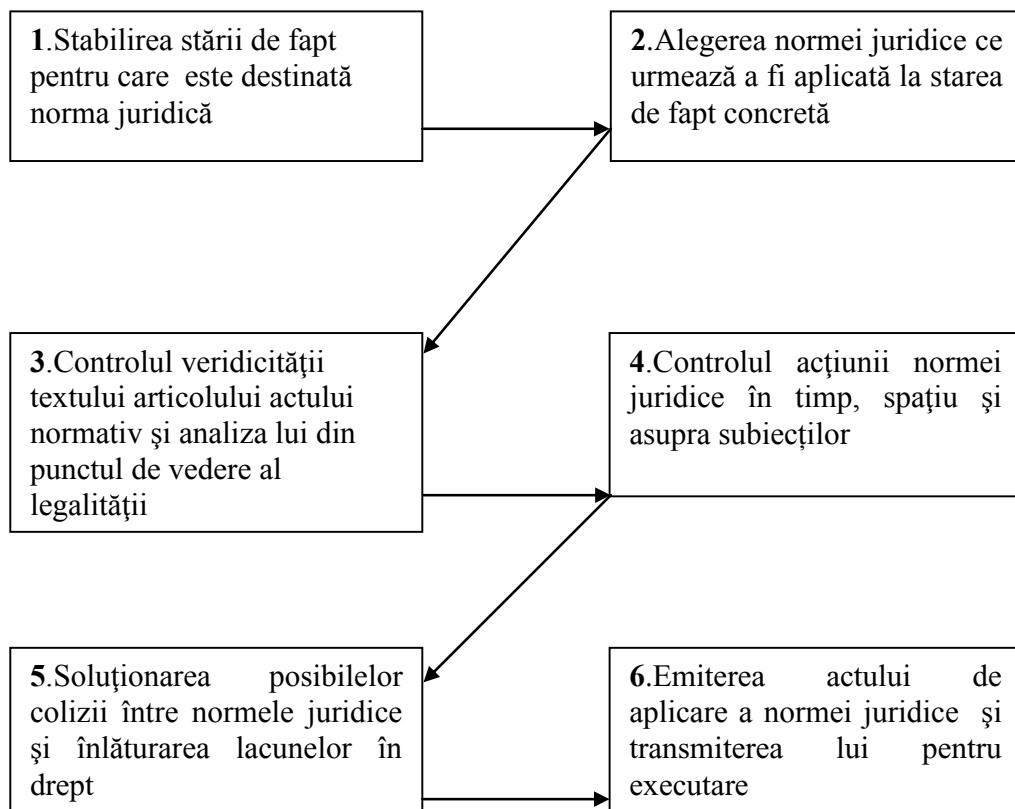 1.Stabilirea stării de fapt
pentru care este destinată
norma juridică
2.Alegerea normei juridice ce
urmează a fi aplicată la starea
de fapt concretă
3.Controlul veridicităţii
textului articolului actului
normativ şi analiza lui din
punctul de vedere al
legalităţii
4.Controlul acţiunii normei
juridice în timp, spaţiu şi
asupra subiecților
5.Soluţionarea posibilelor
colizii între normele juridice
şi înlăturarea lacunelor în
drept
6.Emiterea actului de
aplicare a normei juridice şi
transmiterea lui pentru
executare